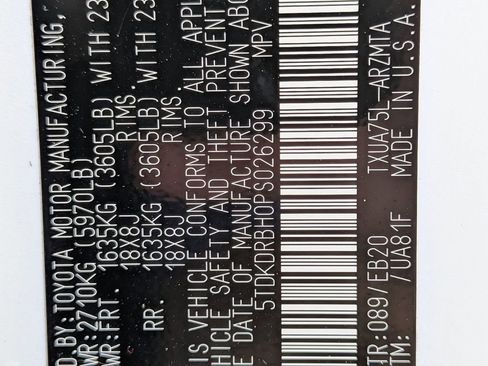 D BY: TOYOTA MOTOR MANUFACTURING,
WR: 2710KG (5970LB)
WR: FRT. 1635KG (3605LB) WITH 23
18X8J RIMS.
RR. 1635KG (3605LB) WITH 23
18X8J RIMS.
IS VEHICLE CONFORMS TO ALL APPL
HICLE SAFETY AND THEFT PREVENT
E DATE OF MANUFACTURE SHOWN ABO
5TDKDRBH0PS026299 MPV
TR: 089/EB20 TXUA75L-ARZMTA
TM: /UA81F MADE IN U.S.A.